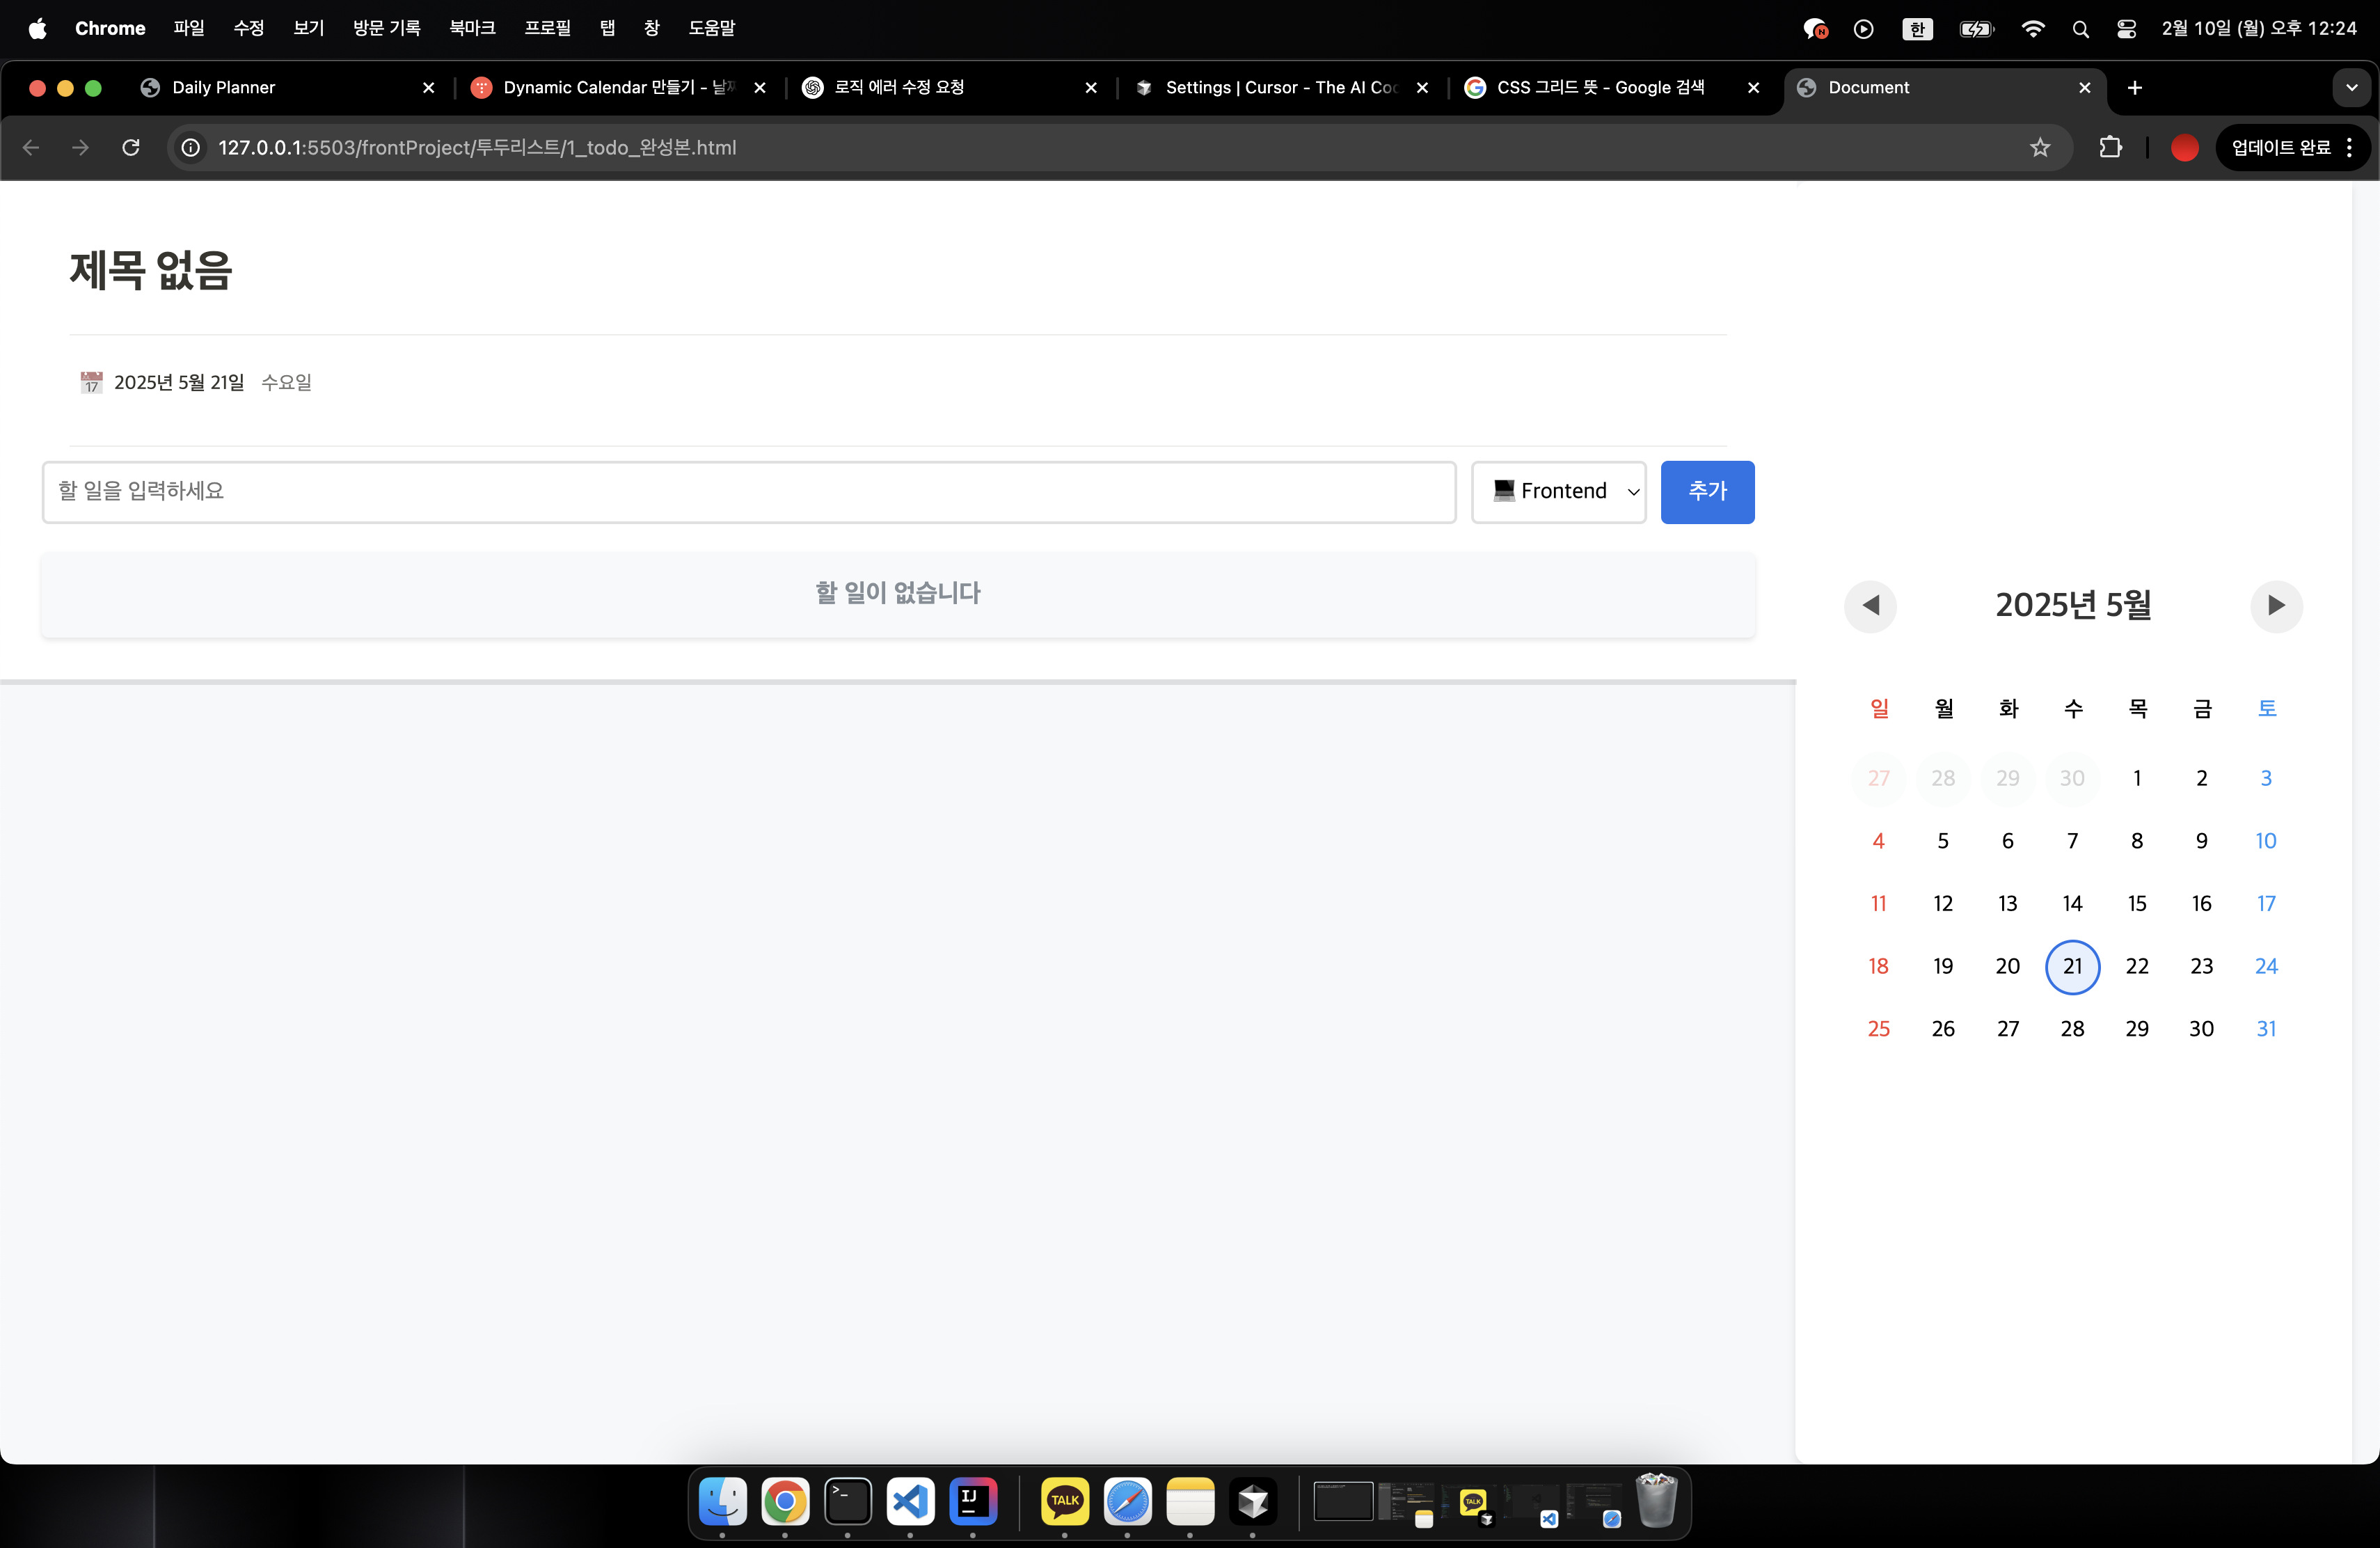 Chrome 파일 수정 보기 방문 기록 북마크 프로필 탭 창 도움말 N 한 2월 10일 (월) 오후 12:24
Daily Planner Dynamic Calendar 만들기 - 로직 에러 수정 요청 Settings | Cursor - The AI CSS 그리드 뜻 - Google 검색 Document
127.0.0.1:5503/frontProject/투두리스트/1_todo_완성본.html 업데이트 완료
제목 없음
17 2025년 5월 21일 수요일
할 일을 입력하세요 Frontend 추가
할 일이 없습니다
◀ 2025년 5월 ▶
일 월 화 수 목 금 토
27 28 29 30 1 2 3
4 5 6 7 8 9 10
11 12 13 14 15 16 17
18 19 20 21 22 23 24
25 26 27 28 29 30 31
IJ TALK TALK